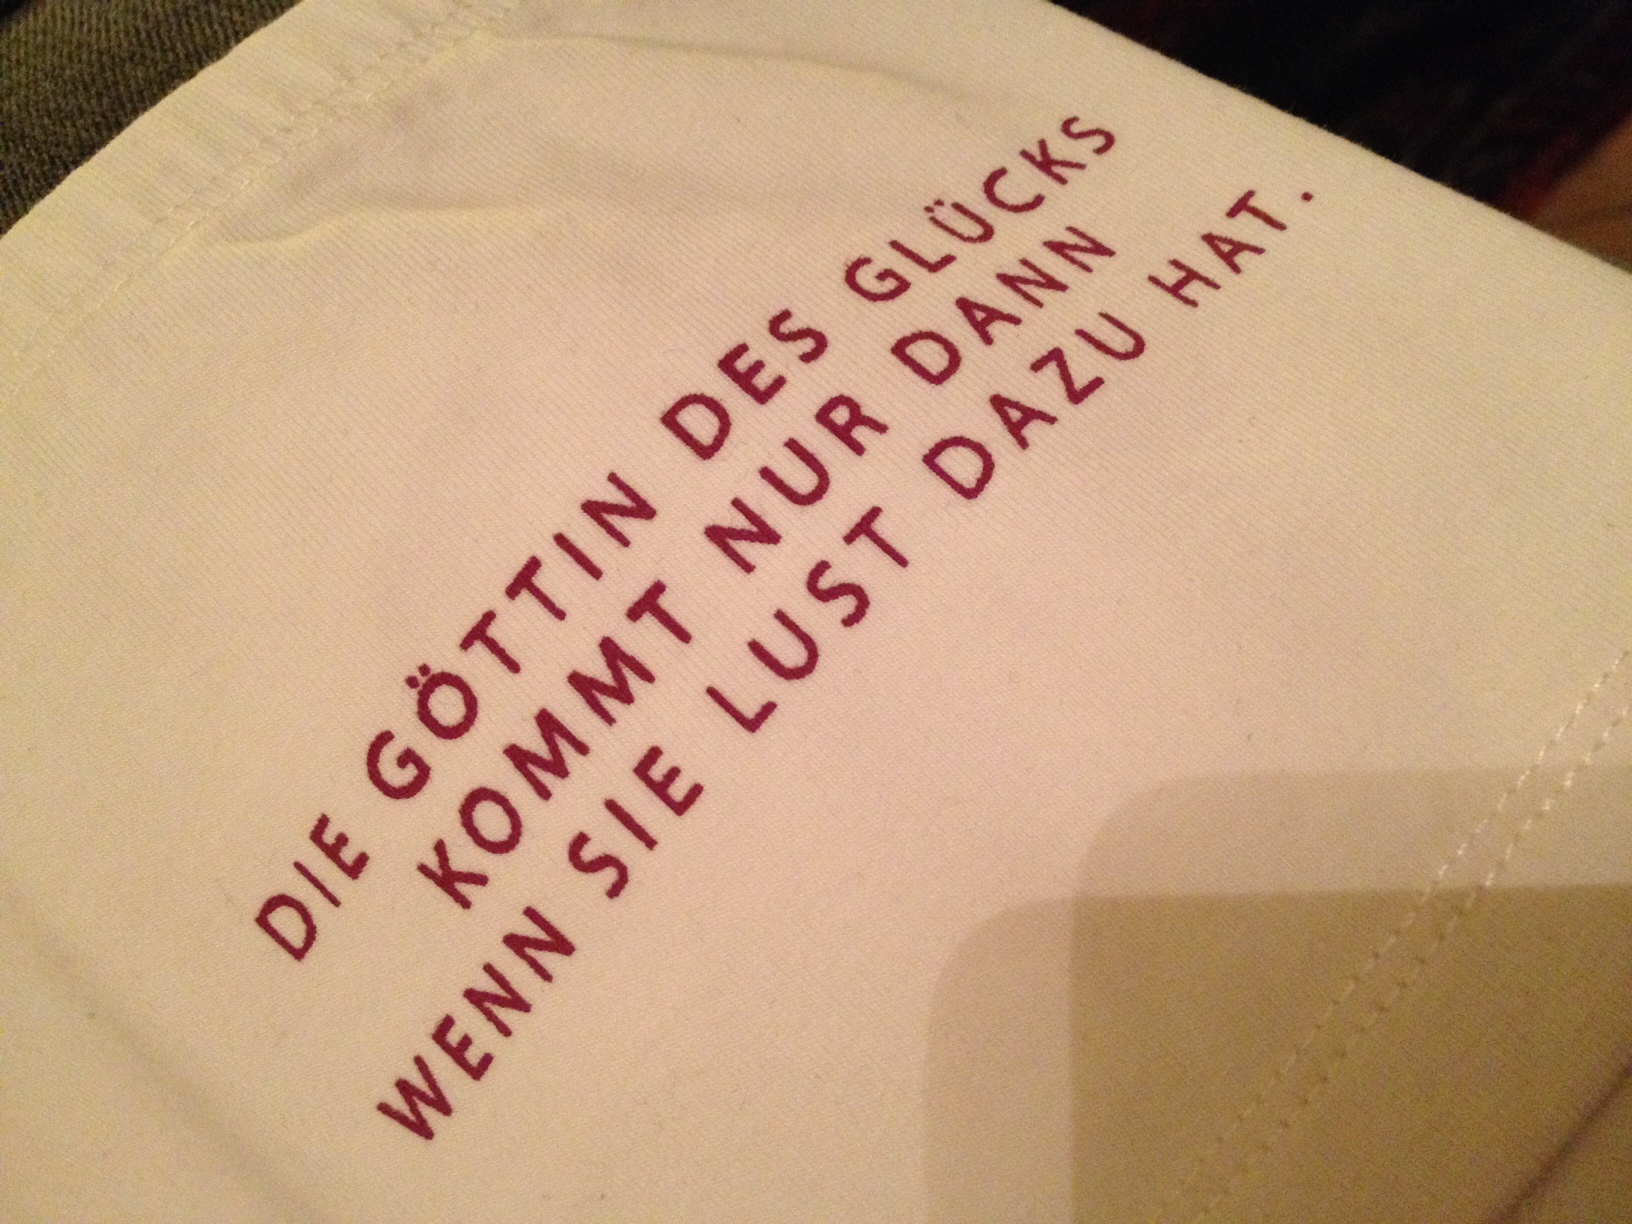 DIE GÖTTIN DES GLÜCKS
KOMMT NUR DANN
WENN SIE LUST DAZU HAT.